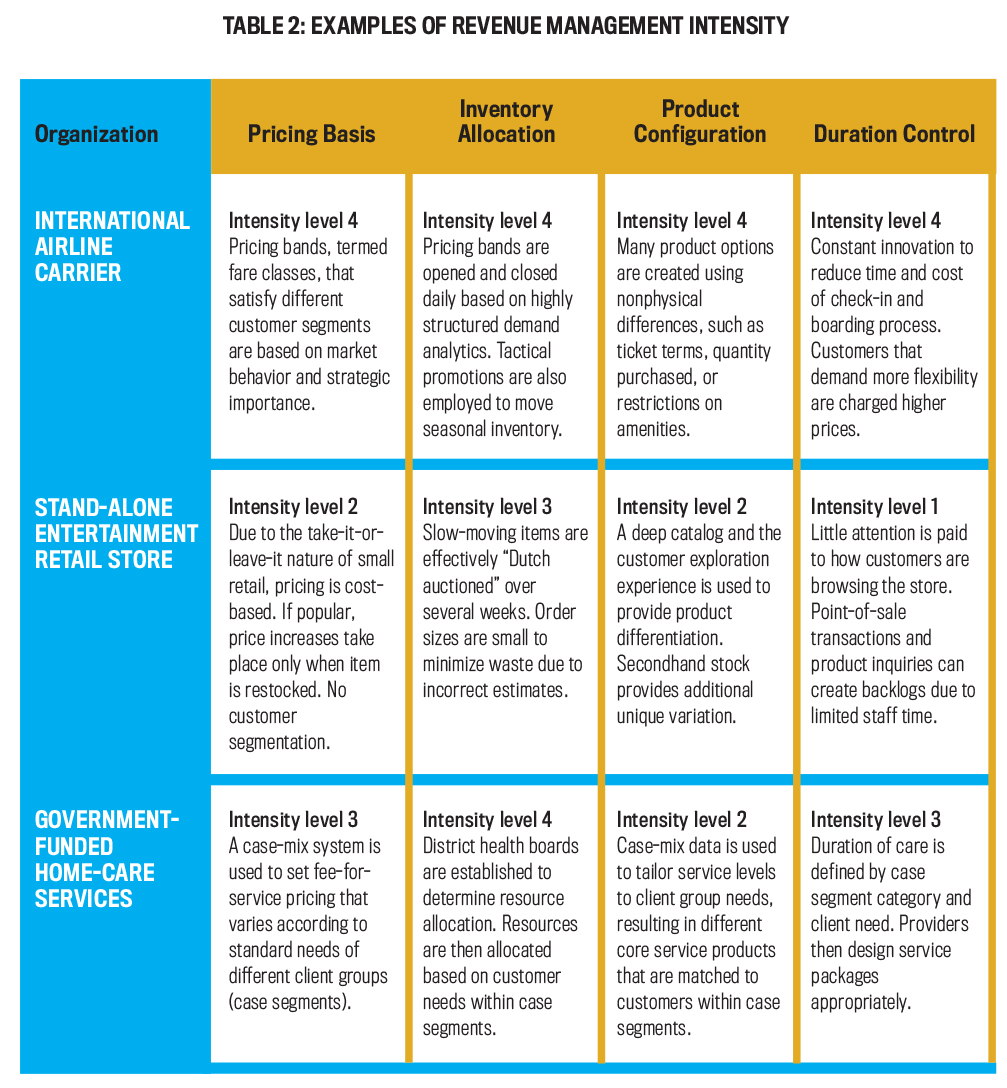 TABLE 2: EXAMPLES OF REVENUE MANAGEMENT INTENSITY
Organization
Pricing Basis
Inventory
Allocation
Product
Configuration
Duration Control
INTERNATIONAL
AIRLINE
CARRIER
Intensity level 4
Pricing bands, termed
fare classes, that
satisfy different
customer segments
are based on market
behavior and strategic
importance.
Intensity level 4
Pricing bands are
opened and closed
daily based on highly
structured demand
analytics. Tactical
promotions are also
employed to move
seasonal inventory.
Intensity level 4
Many product options
are created using
nonphysical
differences, such as
ticket terms, quantity
purchased, or
restrictions on
amenities.
Intensity level 4
Constant innovation to
reduce time and cost
of check-in and
boarding process.
Customers that
demand more flexibility
are charged higher
prices.
STAND-ALONE
ENTERTAINMENT
RETAIL STORE
Intensity level 2
Due to the take-it-or-
leave-it nature of small
retail, pricing is cost-
based. If popular,
price increases take
place only when item
is restocked. No
customer
segmentation.
Intensity level 3
Slow-moving items are
effectively “Dutch
auctioned” over
several weeks. Order
sizes are small to
minimize waste due to
incorrect estimates.
Intensity level 2
A deep catalog and the
customer exploration
experience is used to
provide product
differentiation.
Secondhand stock
provides additional
unique variation.
Intensity level 1
Little attention is paid
to how customers are
browsing the store.
Point-of-sale
transactions and
product inquiries can
create backlogs due to
limited staff time.
GOVERNMENT-
FUNDED
HOME-CARE
SERVICES
Intensity level 3
A case-mix system is
used to set fee-for-
service pricing that
varies according to
standard needs of
different client groups
(case segments).
Intensity level 4
District health boards
are established to
determine resource
allocation. Resources
are then allocated
based on customer
needs within case
segments.
Intensity level 2
Case-mix data is used
to tailor service levels
to client group needs,
resulting in different
core service products
that are matched to
customers within case
segments.
Intensity level 3
Duration of care is
defined by case
segment category and
client need. Providers
then design service
packages
appropriately.